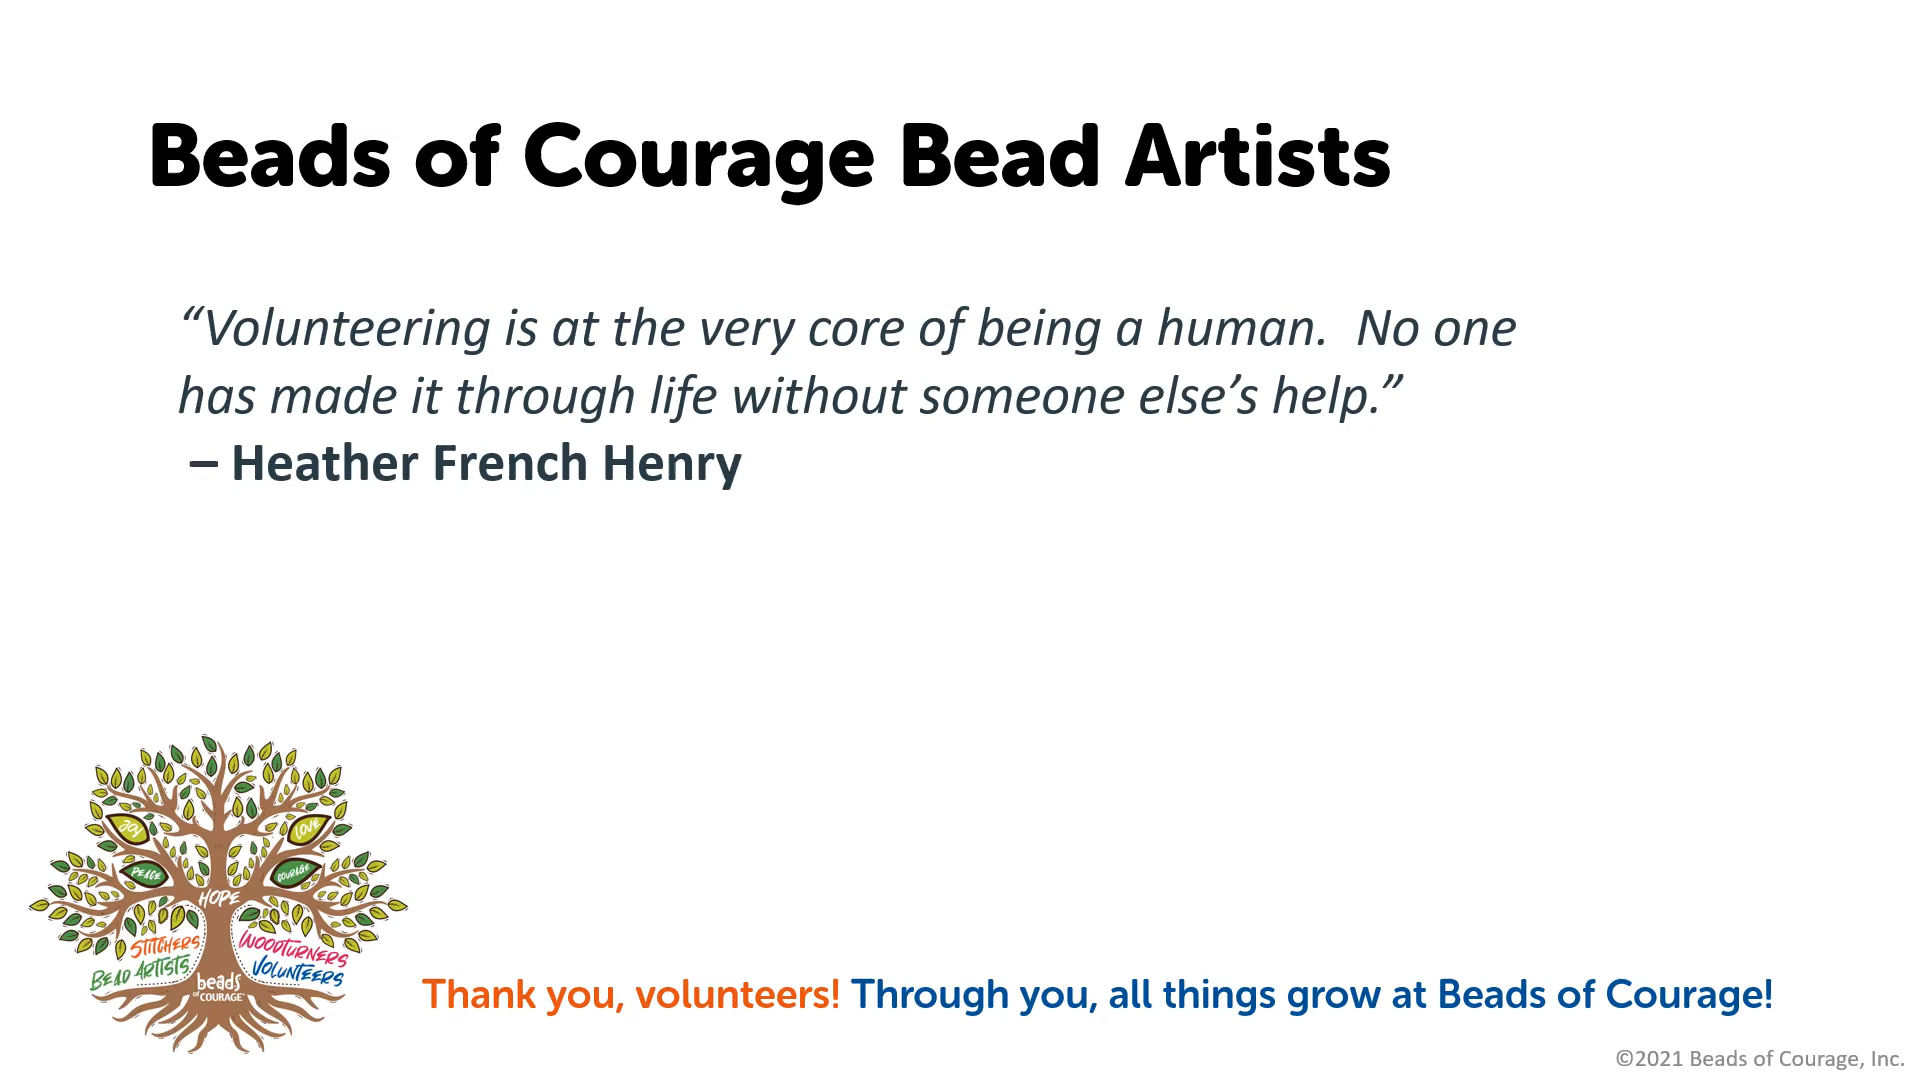 Beads of Courage Bead Artists
“Volunteering is at the very core of being a human.  No one
has made it through life without someone else’s help.”
– Heather French Henry
JOY
LOVE
PEACE
COURAGE
HOPE
STITCHERS
WOODTURNERS
BEAD ARTISTS
VOLUNTEERS
beads
of COURAGE
Thank you, volunteers! Through you, all things grow at Beads of Courage!
©2021 Beads of Courage, Inc.